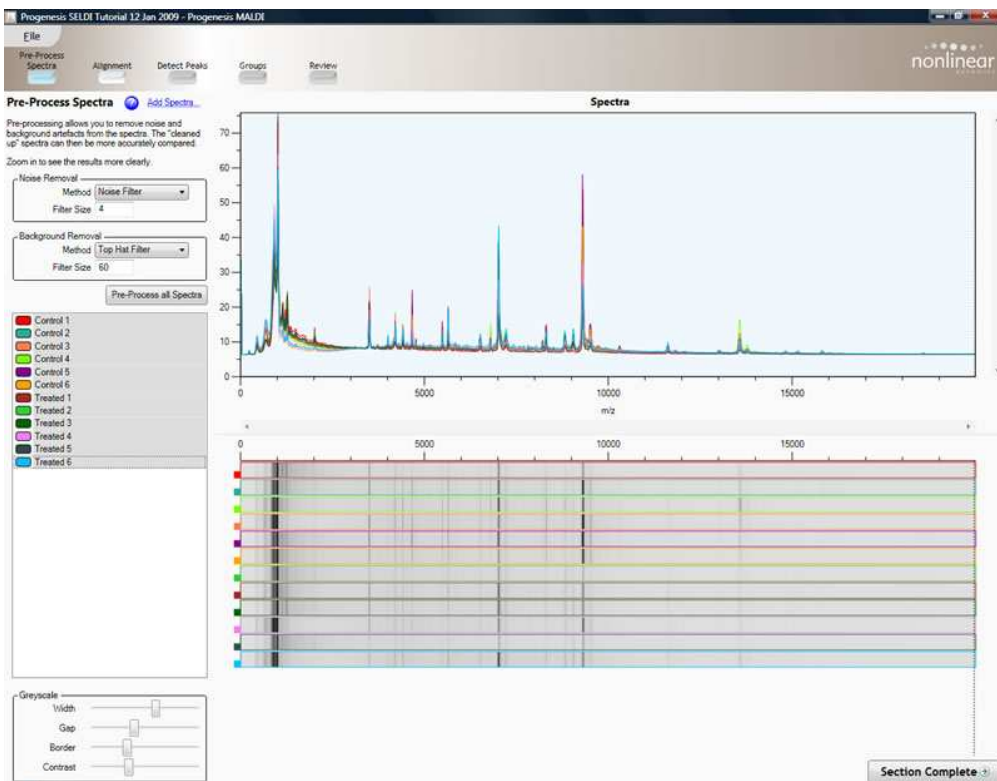 Progenesis SELDI Tutorial 12 Jan 2009 - Progenesis MALDI
File
Pre-Process
Spectra
Alignment
Detect Peaks
Groups
Review
nonlinear
Pre-Process Spectra
Add Spectra...
Pre-processing allows you to remove noise and
background artefacts from the spectra. The "cleaned
up" spectra can then be more accurately compared.
Zoom in to see the results more clearly.
Noise Removal
Method Noise Filter
Filter Size 4
Background Removal
Method Top Hat Filter
Filter Size 60
Pre-Process all Spectra
Control 1
Control 2
Control 3
Control 4
Control 5
Control 6
Treated 1
Treated 2
Treated 3
Treated 4
Treated 5
Treated 6
Greyscale
Width
Gap
Border
Contrast
Spectra
70
60
50
40
30
20
10
0
0 5000 10000 15000
m/z
0 5000 10000 15000
Section Complete